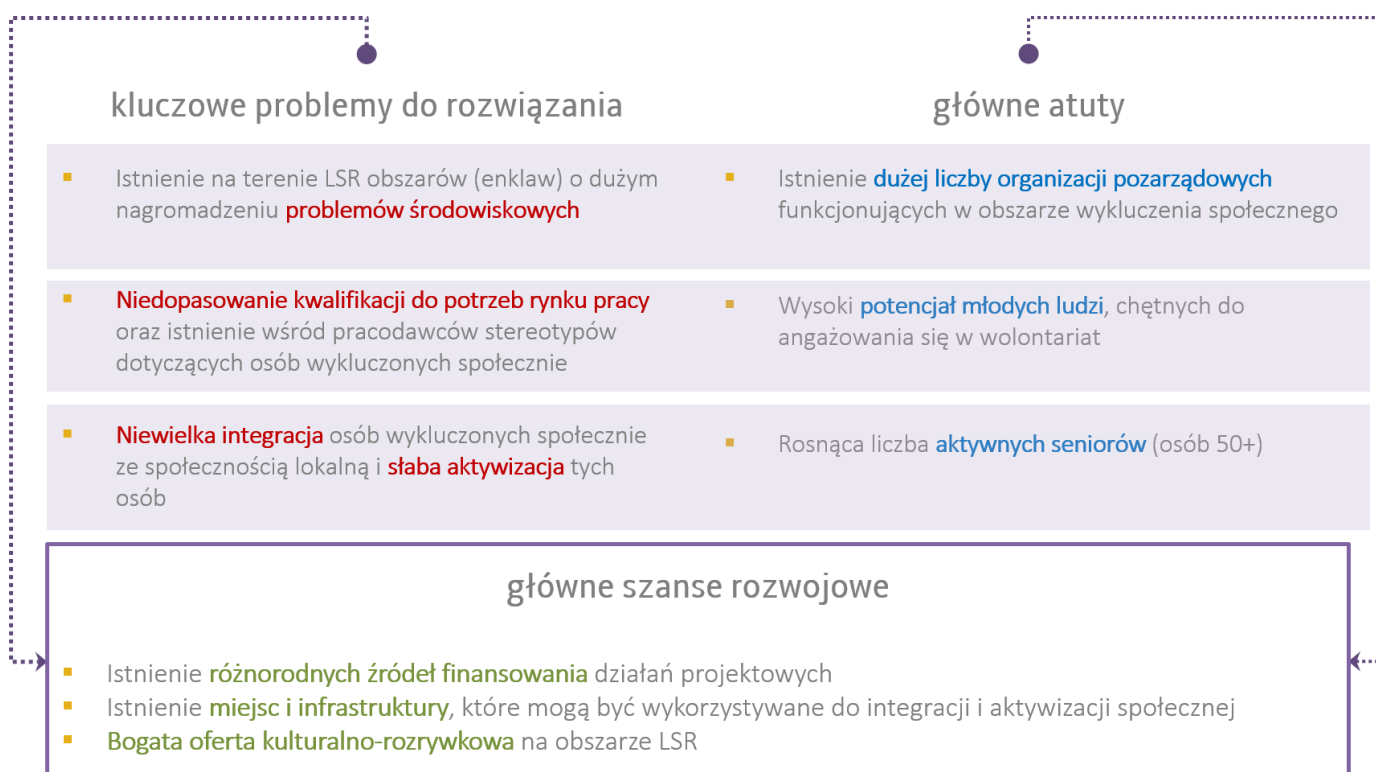 kluczowe problemy do rozwiązania
główne atuty
▪ Istnienie na terenie LSR obszarów (enklaw) o dużym
nagromadzeniu problemów środowiskowych
▪ Istnienie dużej liczby organizacji pozarządowych
funkcjonujących w obszarze wykluczenia społecznego
▪ Niedopasowanie kwalifikacji do potrzeb rynku pracy
oraz istnienie wśród pracodawców stereotypów
dotyczących osób wykluczonych społecznie
▪ Wysoki potencjał młodych ludzi, chętnych do
angażowania się w wolontariat
▪ Niewielka integracja osób wykluczonych społecznie
ze społecznością lokalną i słaba aktywizacja tych
osób
▪ Rosnąca liczba aktywnych seniorów (osób 50+)
główne szanse rozwojowe
▪ Istnienie różnorodnych źródeł finansowania działań projektowych
▪ Istnienie miejsc i infrastruktury, które mogą być wykorzystywane do integracji i aktywizacji społecznej
▪ Bogata oferta kulturalno-rozrywkowa na obszarze LSR